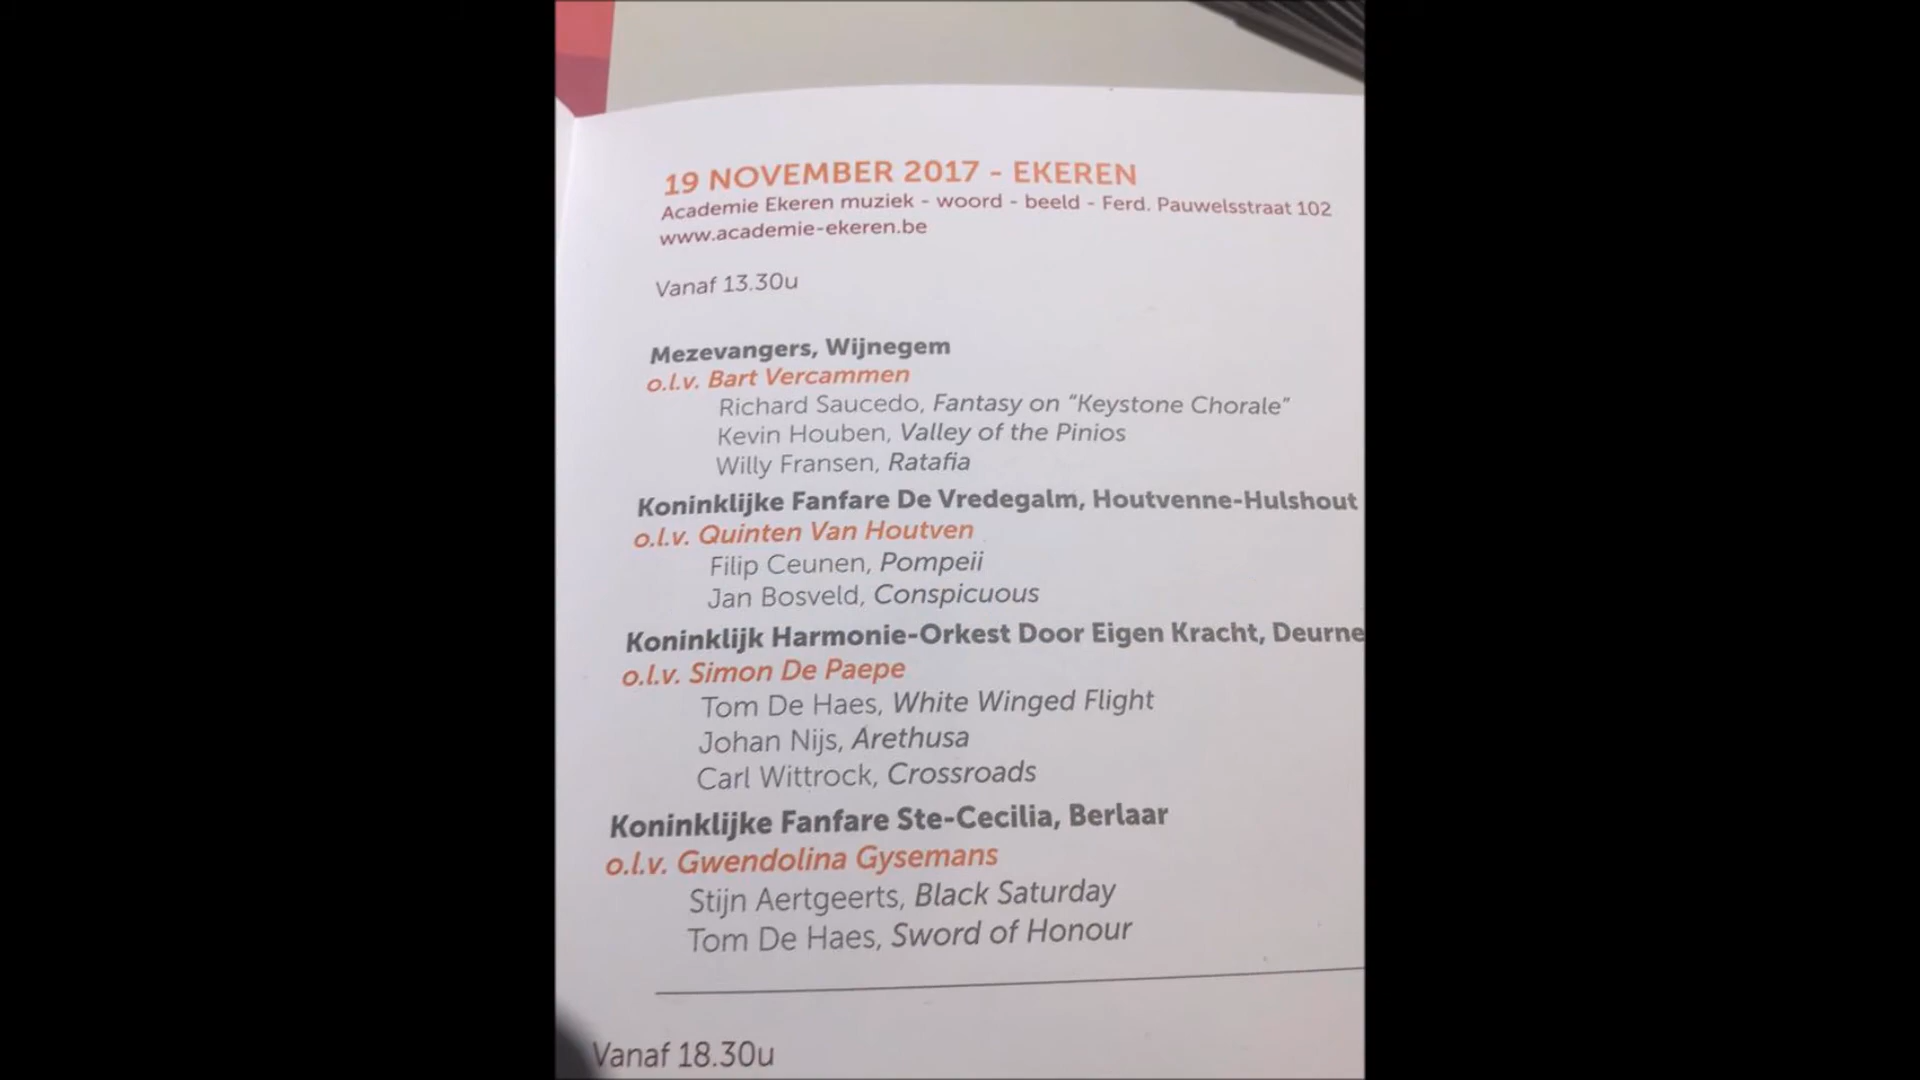 19 NOVEMBER 2017 - EKEREN
Academie Ekeren muziek - woord - beeld - Ferd. Pauwelsstraat 102
www.academie-ekeren.be
Vanaf 13.30u
Mezevangers, Wijnegem
o.l.v. Bart Vercammen
Richard Saucedo, Fantasy on “Keystone Chorale”
Kevin Houben, Valley of the Pinios
Willy Fransen, Ratafia
Koninklijke Fanfare De Vredegalm, Houtvenne-Hulshout
o.l.v. Quinten Van Houtven
Filip Ceunen, Pompeii
Jan Bosveld, Conspicuous
Koninklijk Harmonie-Orkest Door Eigen Kracht, Deurne
o.l.v. Simon De Paepe
Tom De Haes, White Winged Flight
Johan Nijs, Arethusa
Carl Wittrock, Crossroads
Koninklijke Fanfare Ste-Cecilia, Berlaar
o.l.v. Gwendolina Gysemans
Stijn Aertgeerts, Black Saturday
Tom De Haes, Sword of Honour
Vanaf 18.30u